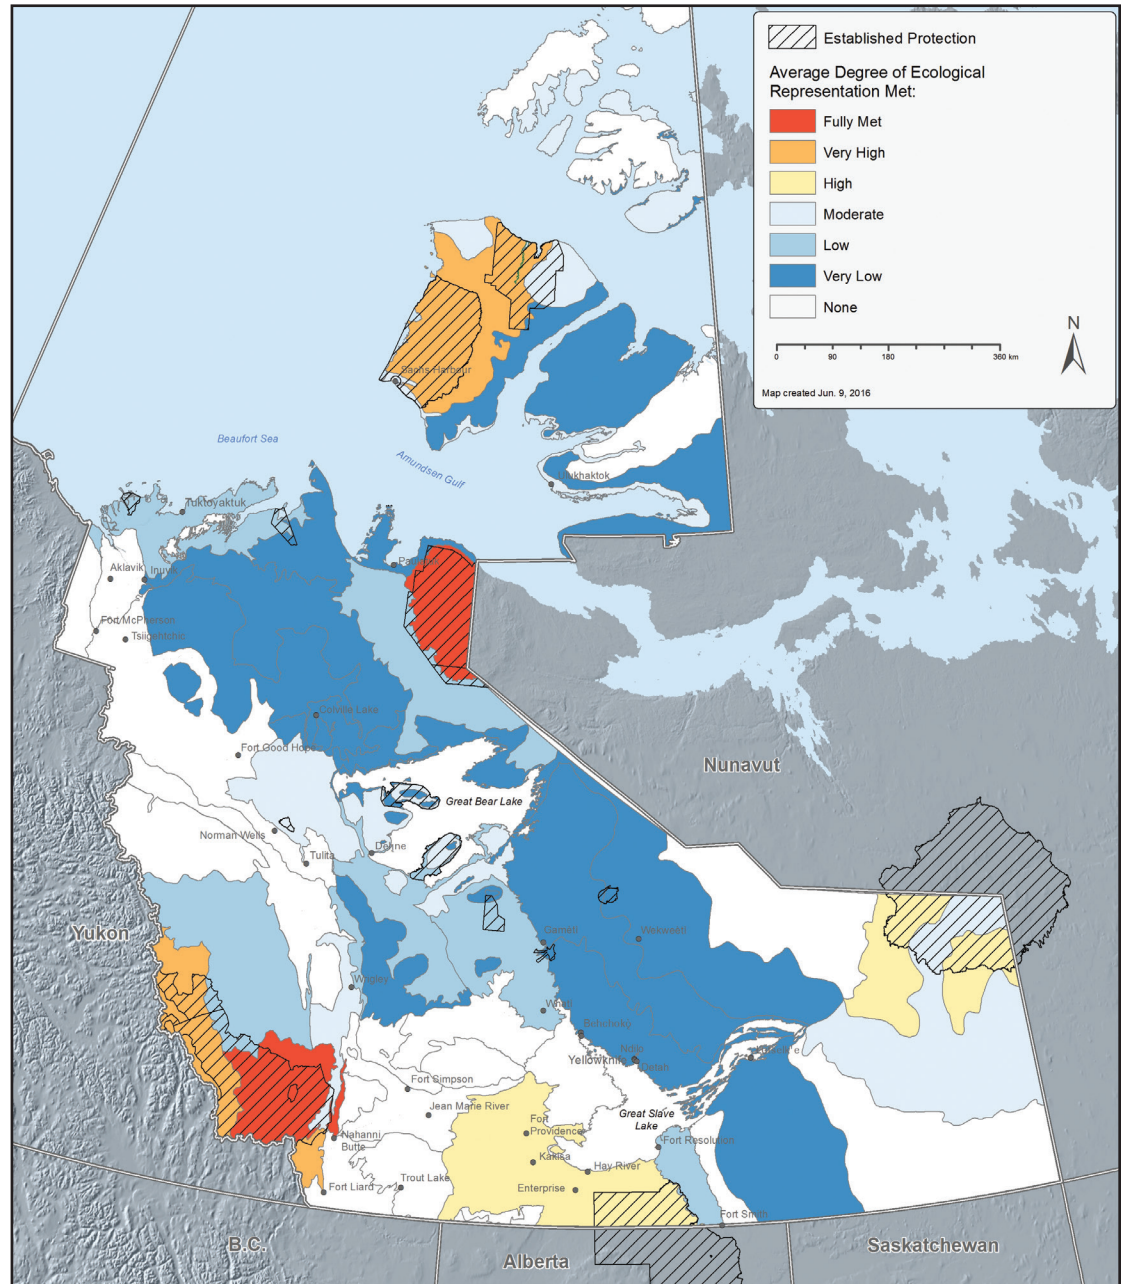 Established Protection
Average Degree of Ecological
Representation Met:
Fully Met
Very High
High
Moderate
Low
Very Low
None
N
0
90
180
360 km
Map created Jun. 9, 2016
Sachs Harbour
Beaufort Sea
Amundsen Gulf
Ulukhaktok
Tuktoyaktuk
Aklavik
Inuvik
Fort McPherson
Tsiigehtchic
Colville Lake
Fort Good Hope
Nunavut
Great Bear Lake
Norman Wells
Deline
Tulita
Yukon
Gamètì
Wekweètì
Wrigley
Whatì
Behchokǫ̀
Ndilo
Yellowknife
Detah
Fort Simpson
Jean Marie River
Great Slave
Lake
Fort
Providence
Nahanni
Butte
Fort Resolution
Kakisa
Hay River
Trout Lake
Enterprise
Fort Liard
Fort Smith
B.C.
Alberta
Saskatchewan